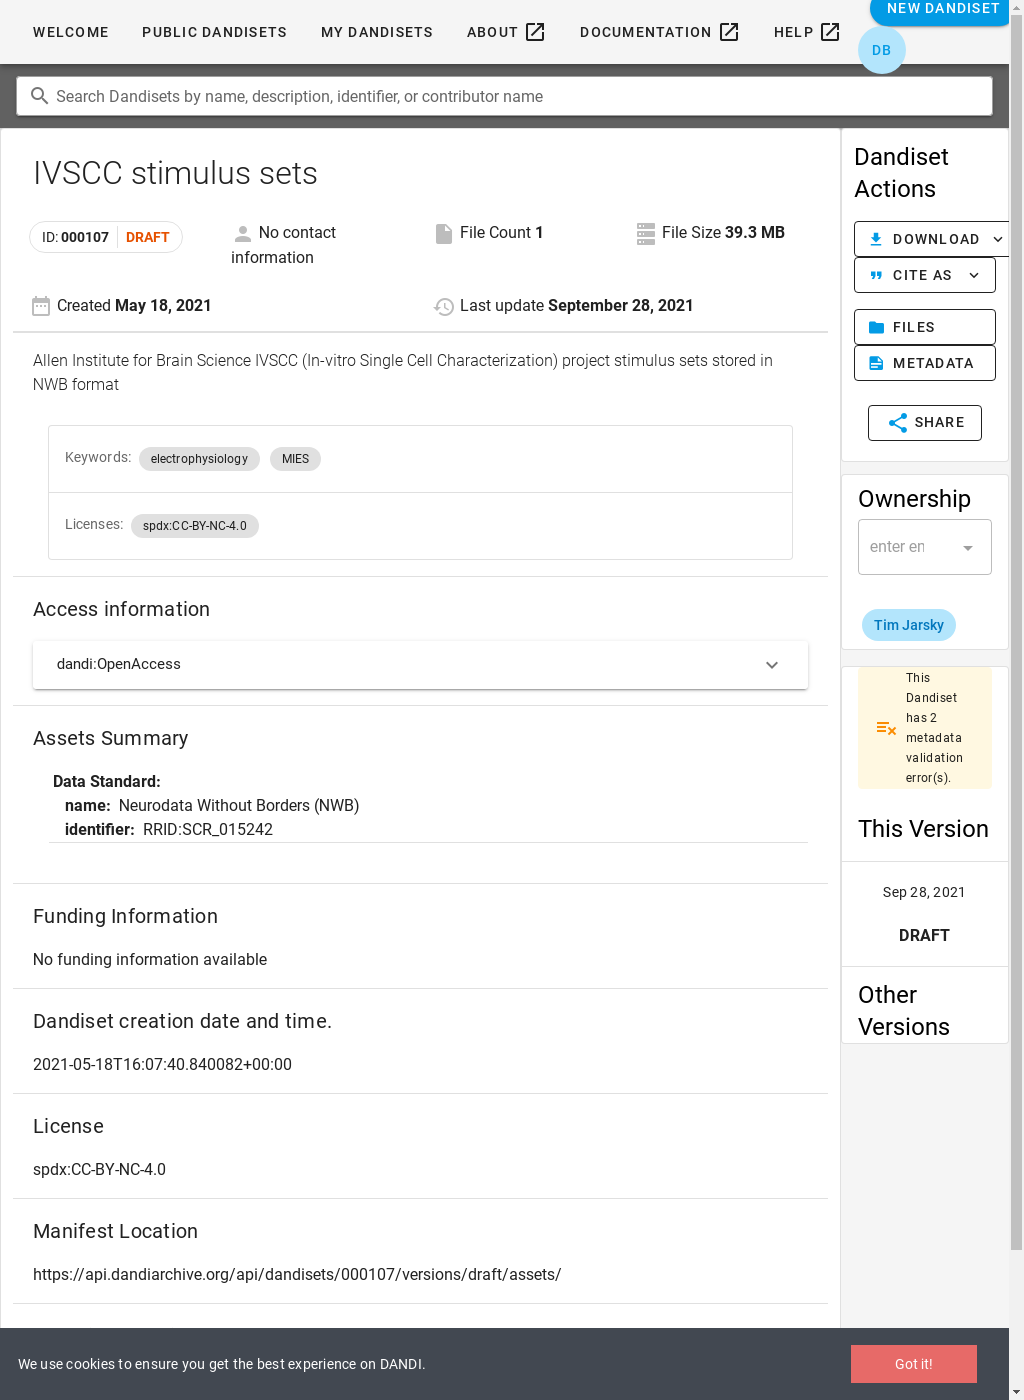 WELCOME
PUBLIC DANDISETS
MY DANDISETS
ABOUT
DOCUMENTATION
HELP
NEW DANDISET
DB
Search Dandisets by name, description, identifier, or contributor name
IVSCC stimulus sets
ID: 000107 DRAFT
No contact
information
File Count 1
File Size 39.3 MB
Created May 18, 2021
Last update September 28, 2021
Allen Institute for Brain Science IVSCC (In-vitro Single Cell Characterization) project stimulus sets stored in
NWB format
Keywords: electrophysiology MIES
Licenses: spdx:CC-BY-NC-4.0
Access information
dandi:OpenAccess
Assets Summary
Data Standard:
name: Neurodata Without Borders (NWB)
identifier: RRID:SCR_015242
Funding Information
No funding information available
Dandiset creation date and time.
2021-05-18T16:07:40.840082+00:00
License
spdx:CC-BY-NC-4.0
Manifest Location
https://api.dandiarchive.org/api/dandisets/000107/versions/draft/assets/
Dandiset
Actions
DOWNLOAD
CITE AS
FILES
METADATA
SHARE
Ownership
enter en
Tim Jarsky
This
Dandiset
has 2
metadata
validation
error(s).
This Version
Sep 28, 2021
DRAFT
Other
Versions
We use cookies to ensure you get the best experience on DANDI.
Got it!